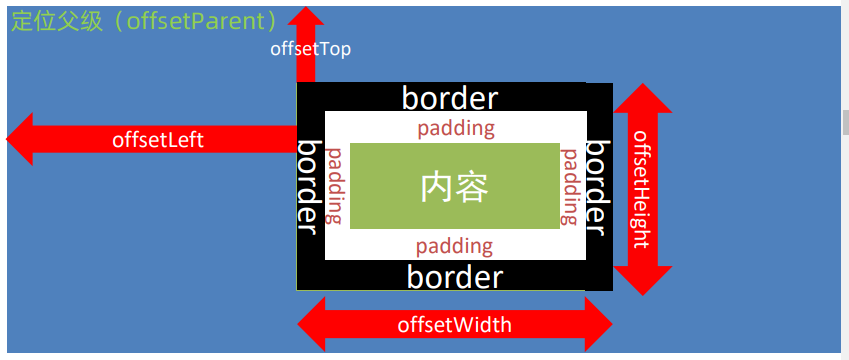 定位父级（offsetParent）
offsetTop
border
offsetLeft
padding
border
padding
内容
padding
border
offsetHeight
padding
border
offsetWidth